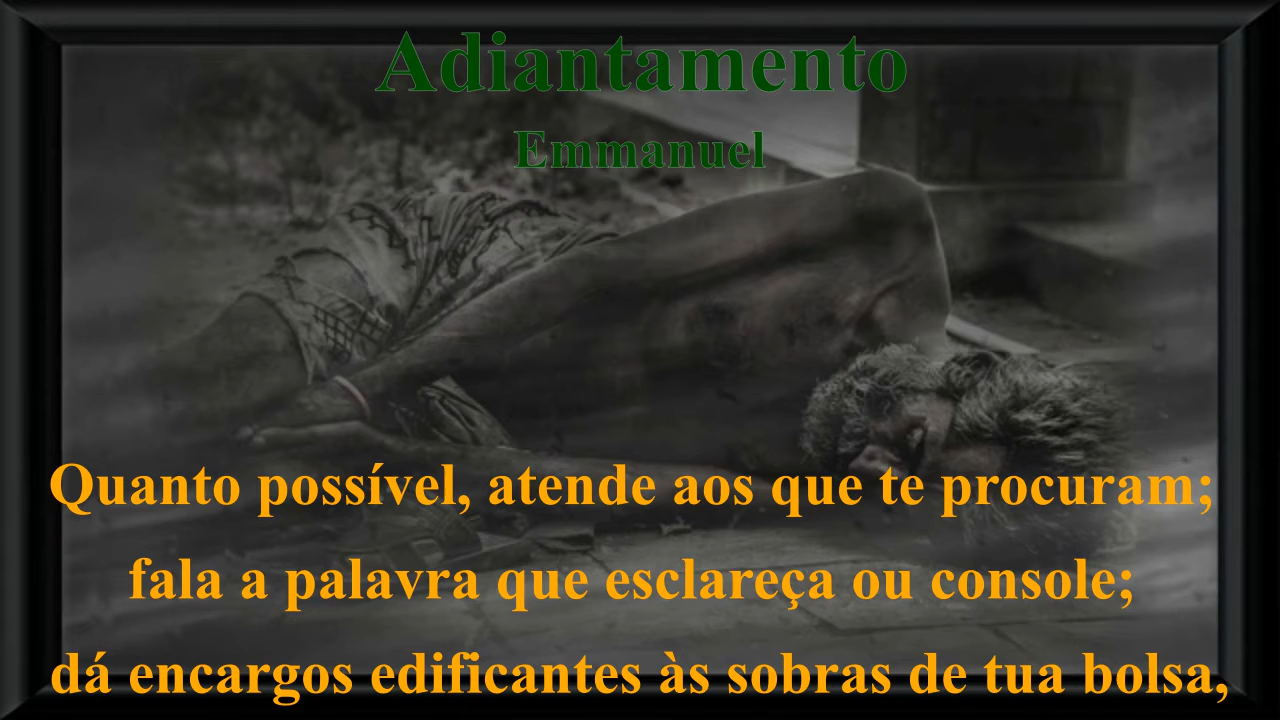 Adiantamento
Emmanuel
Quanto possível, atende aos que te procuram;
fala a palavra que esclareça ou console;
dá encargos edificantes às sobras de tua bolsa,